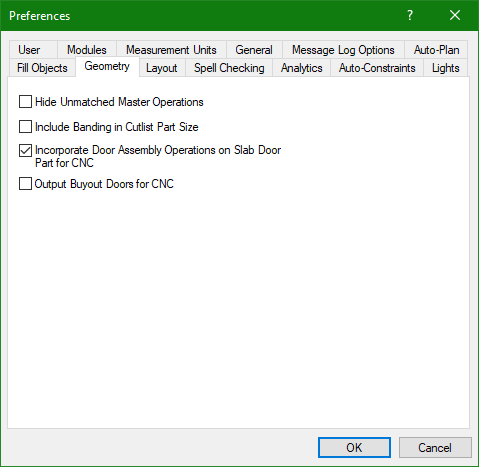 Preferences
?
User Modules Measurement Units General Message Log Options Auto-Plan
Fill Objects Geometry Layout Spell Checking Analytics Auto-Constraints Lights
Hide Unmatched Master Operations
Include Banding in Cutlist Part Size
Incorporate Door Assembly Operations on Slab Door
Part for CNC
Output Buyout Doors for CNC
OK Cancel